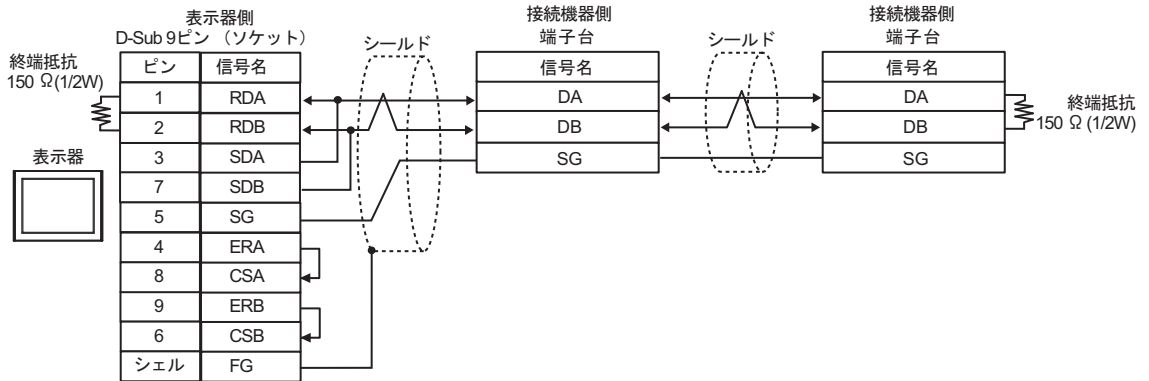 表示器側
D-Sub 9ピン （ソケット）
終端抵抗
150 Ω(1/2W)
表示器
ピン 信号名
1 RDA
2 RDB
3 SDA
7 SDB
5 SG
4 ERA
8 CSA
9 ERB
6 CSB
シェル FG
シールド
接続機器側
端子台
信号名
DA
DB
SG
シールド
接続機器側
端子台
信号名
DA
DB
SG
終端抵抗
150 Ω (1/2W)